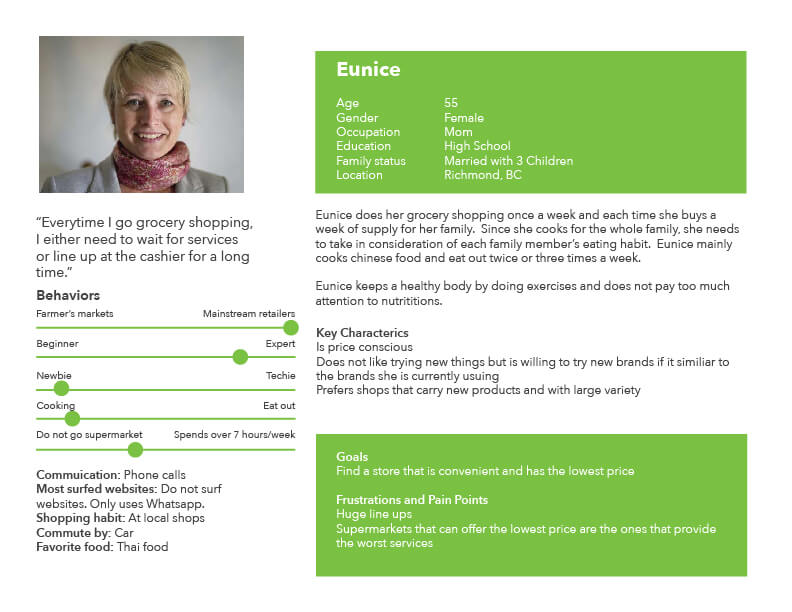 Eunice
Age 55
Gender Female
Occupation Mom
Education High School
Family status Married with 3 Children
Location Richmond, BC
“Everytime I go grocery shopping,
I either need to wait for services
or line up at the cashier for a long
time.”
Behaviors
Farmer’s markets Mainstream retailers
Beginner Expert
Newbie Techie
Cooking Eat out
Do not go supermarket Spends over 7 hours/week
Commuication: Phone calls
Most surfed websites: Do not surf
websites. Only uses Whatsapp.
Shopping habit: At local shops
Commute by: Car
Favorite food: Thai food
Eunice does her grocery shopping once a week and each time she buys a
week of supply for her family. Since she cooks for the whole family, she needs
to take in consideration of each family member’s eating habit. Eunice mainly
cooks chinese food and eat out twice or three times a week.
Eunice keeps a healthy body by doing exercises and does not pay too much
attention to nutrititions.
Key Characterics
Is price conscious
Does not like trying new things but is willing to try new brands if it similiar to
the brands she is currently usuing
Prefers shops that carry new products and with large variety
Goals
Find a store that is convenient and has the lowest price
Frustrations and Pain Points
Huge line ups
Supermarkets that can offer the lowest price are the ones that provide
the worst services